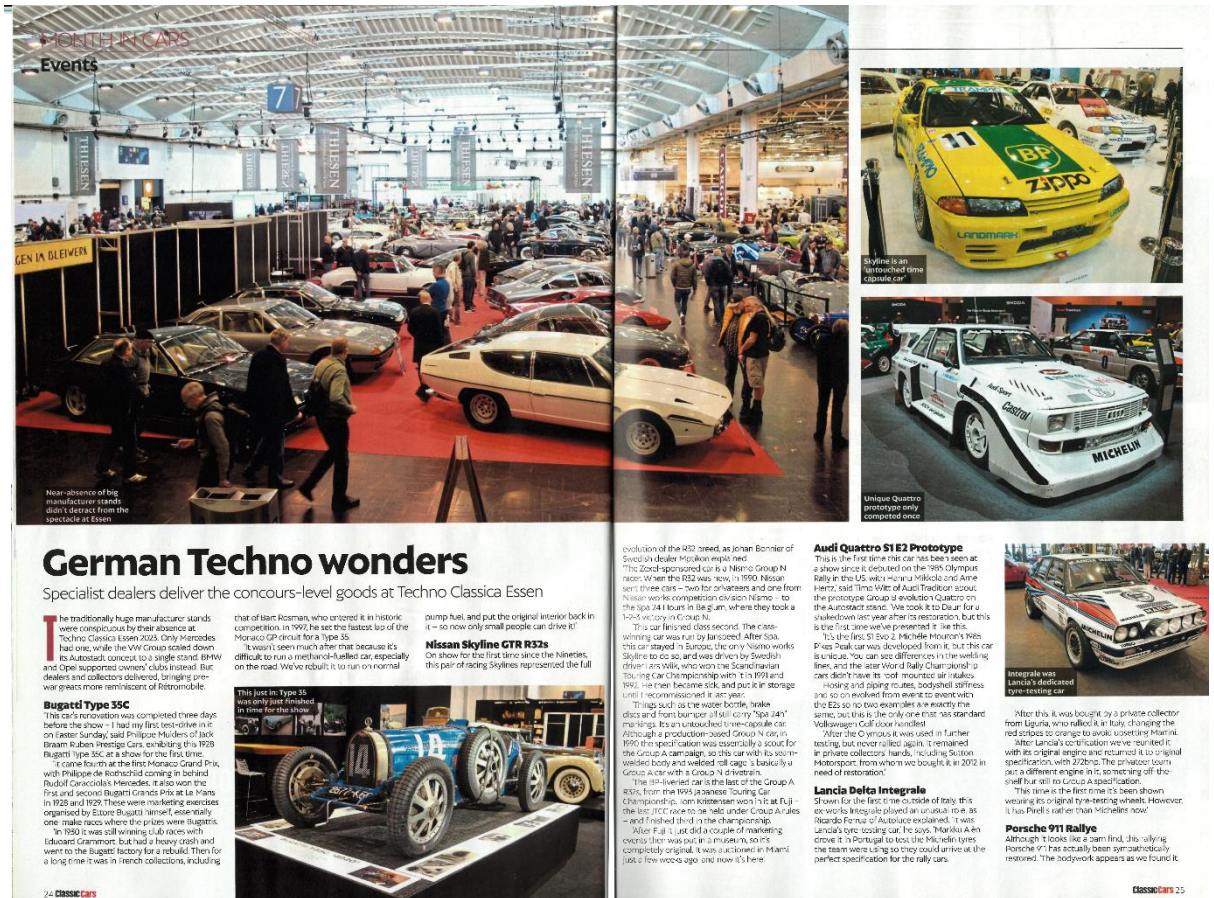 MONTH IN CARS
Events
7
THIESEN
THIESEN
THIESEN
GEN IM BLEIWERK
Near-absence of big
manufacturer stands
didn't detract from the
spectacle at Essen
11
BP
zippo
TRAMPIO
LANDMARK
Skyline is an
'untouched time
capsule car'
Audi Sport
Castrol
MICHELIN
Unique Quattro
prototype only
competed once
German Techno wonders
Specialist dealers deliver the concours-level goods at Techno Classica Essen
The traditionally huge manufacturer stands
were conspicuous by their absence at
Techno Classica Essen 2023. Only Mercedes
had one, while the VW Group scaled down
its Autostadt concept to a single stand. BMW
and Opel supported owners' clubs instead. But
dealers and collectors delivered, bringing pre-
war greats more reminiscent of Rétromobile.
Bugatti Type 35C
'This car's renovation was completed three days
before the show – I had my first test-drive in it
on Easter Sunday,' said Philippe Mulders of Jack
Braam Ruben Prestige Cars, exhibiting this 1928
Bugatti Type 35C at a show for the first time.
'It came fourth at the first Monaco Grand Prix,
with Philippe de Rothschild coming in behind
Rudolf Caracciola's Mercedes. It also won the
first and second Bugatti Grands Prix at Le Mans
in 1928 and 1929. These were marketing exercises
organised by Ettore Bugatti himself, essentially
one-make races where the prizes were Bugattis.
'In 1930 it was still winning club races with
Edouard Grammont, but had a heavy crash and
went to the Bugatti factory for a rebuild. Then for
a long time it was in French collections, including
that of Bart Rosman, who entered it in historic
competition. In 1997, he set the fastest lap of the
Monaco GP circuit for a Type 35.
'It wasn't seen much after that because it's
difficult to run a methanol-fuelled car, especially
on the road. We've rebuilt it to run on normal
pump fuel, and put the original interior back in
it – so now only small people can drive it!'
Nissan Skyline GTR R32s
On show for the first time since the Nineties,
this pair of racing Skylines represented the full
This just in: Type 35
was only just finished
in time for the show
18
evolution of the R32 breed, as Johan Bonnier of
Swedish dealer Motikon explained.
'The Zexel-sponsored car is a Nismo Group N
racer. When the R32 was new, in 1990, Nissan
sent three cars – two for privateers and one from
Nissan works competition division Nismo – to
the Spa 24 Hours in Belgium, where they took a
1-2-3 victory in Group N.
'This car finished class second. The class-
winning car was run by Janspeed. After Spa,
this car stayed in Europe, the only Nismo works
Skyline to do so, and was driven by Swedish
driver Lars Wiik, who won the Scandinavian
Touring Car Championship with it in 1991 and
1992. He then became sick, and put it in storage
until I recommissioned it last year.
'Things such as the water bottle, brake
discs and front bumper all still carry "Spa 24h"
markings. It's an untouched time-capsule car.
Although a production-based Group N car, in
1990 the specification was essentially a scout for
the Group A campaign, so this car with its seam-
welded body and welded roll cage is basically a
Group A car with a Group N drivetrain.
'The BP-liveried car is the last of the Group A
R32s, from the 1993 Japanese Touring Car
Championship. Tom Kristensen won in it at Fuji –
the last JTCC race to be held under Group A rules
– and finished third in the championship.
'After Fuji it just did a couple of marketing
events then was put in a museum, so it's
completely original. It was auctioned in Miami
just a few weeks ago and now it's here.'
Audi Quattro S1 E2 Prototype
'This is the first time this car has been seen at
a show since it debuted on the 1985 Olympus
Rally in the US, with Hannu Mikkola and Arne
Hertz,' said Timo Witt of Audi Tradition about
the prototype Group B evolution Quattro on
the Autostadt stand. 'We took it to Daun for a
shakedown last year after its restoration, but this
is the first time we've presented it like this.
'It's the first S1 Evo 2. Michèle Mouton's 1985
Pikes Peak car was developed from it, but this car
is unique. You can see differences in the welding
lines, and the later World Rally Championship
cars didn't have its roof-mounted air intakes.
'Hosing and piping routes, bodyshell stiffness
and so on evolved from event to event with
the E2s so no two examples are exactly the
same, but this is the only one that has standard
Volkswagen Golf door handles!
'After the Olympus it was used in further
testing, but never rallied again. It remained
in private collectors' hands, including Sutton
Motorsport, from whom we bought it in 2012 in
need of restoration.'
Lancia Delta Integrale
Shown for the first time outside of Italy, this
ex-works Integrale played an unusual role, as
Ricardo Ferrua of Autoluce explained. 'It was
Lancia's tyre-testing car,' he says. 'Markku Alén
drove it in Portugal to test the Michelin tyres
the team were using so they could arrive at the
perfect specification for the rally cars.
MICHELIN
Integrale was
Lancia's dedicated
tyre-testing car
'After this, it was bought by a private collector
from Liguria, who rallied it in Italy, changing the
red stripes to orange to avoid upsetting Martini.
'After Lancia's certification we've reunited it
with its original engine and returned it to original
specification, with 272bhp. The privateer team
put a different engine in it, something off-the-
shelf but still to Group A specification.
'This time is the first time it's been shown
wearing its original tyre-testing wheels. However,
it has Pirellis rather than Michelins now.'
Porsche 911 Rallye
Although it looks like a barn find, this rallying
Porsche 911 has actually been sympathetically
restored. 'The bodywork appears as we found it
24 Classic Cars
Classic Cars 25